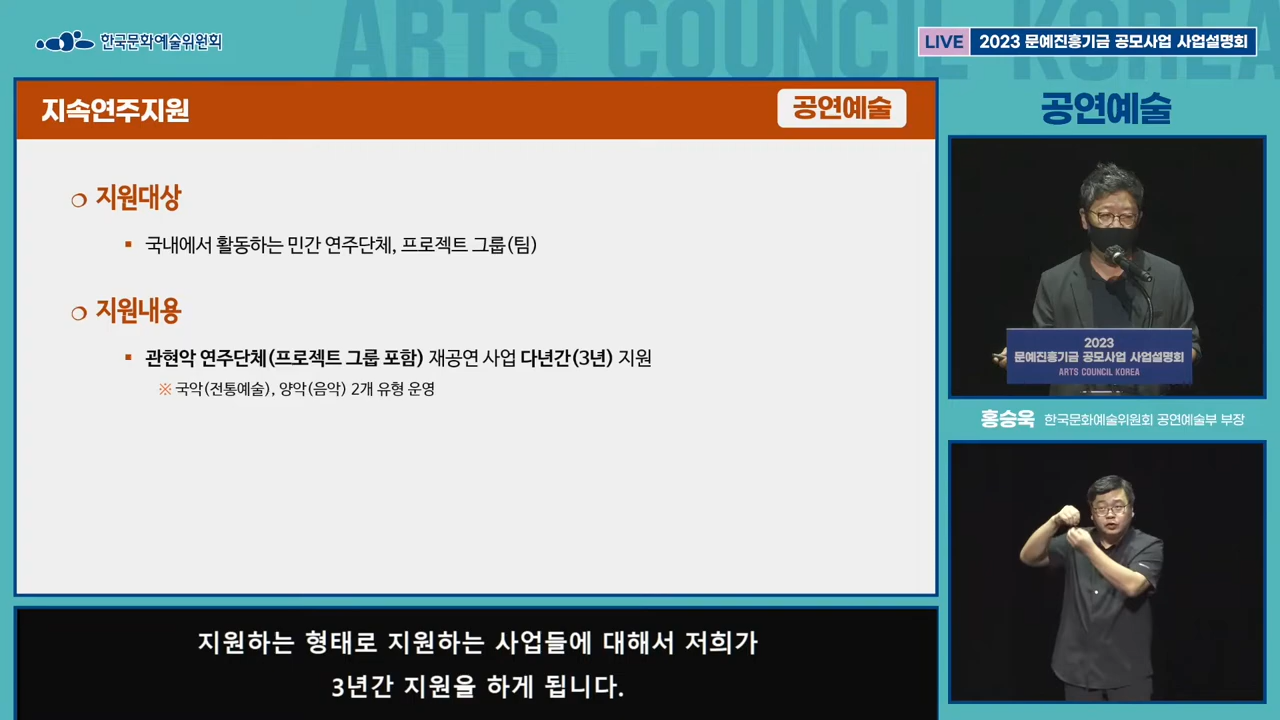 ARTS COUNCIL KOREA
한국문화예술위원회
LIVE 2023 문예진흥기금 공모사업 사업설명회
지속연주지원
공연예술
지원대상
국내에서 활동하는 민간 연주단체, 프로젝트 그룹(팀)
지원내용
관현악 연주단체(프로젝트 그룹 포함) 재공연 사업 다년간(3년) 지원
※ 국악(전통예술), 양악(음악) 2개 유형 운영
공연예술
2023
문예진흥기금 공모사업 사업설명회
ARTS COUNCIL KOREA
홍승욱 한국문화예술위원회 공연예술부 부장
지원하는 형태로 지원하는 사업들에 대해서 저희가
3년간 지원을 하게 됩니다.